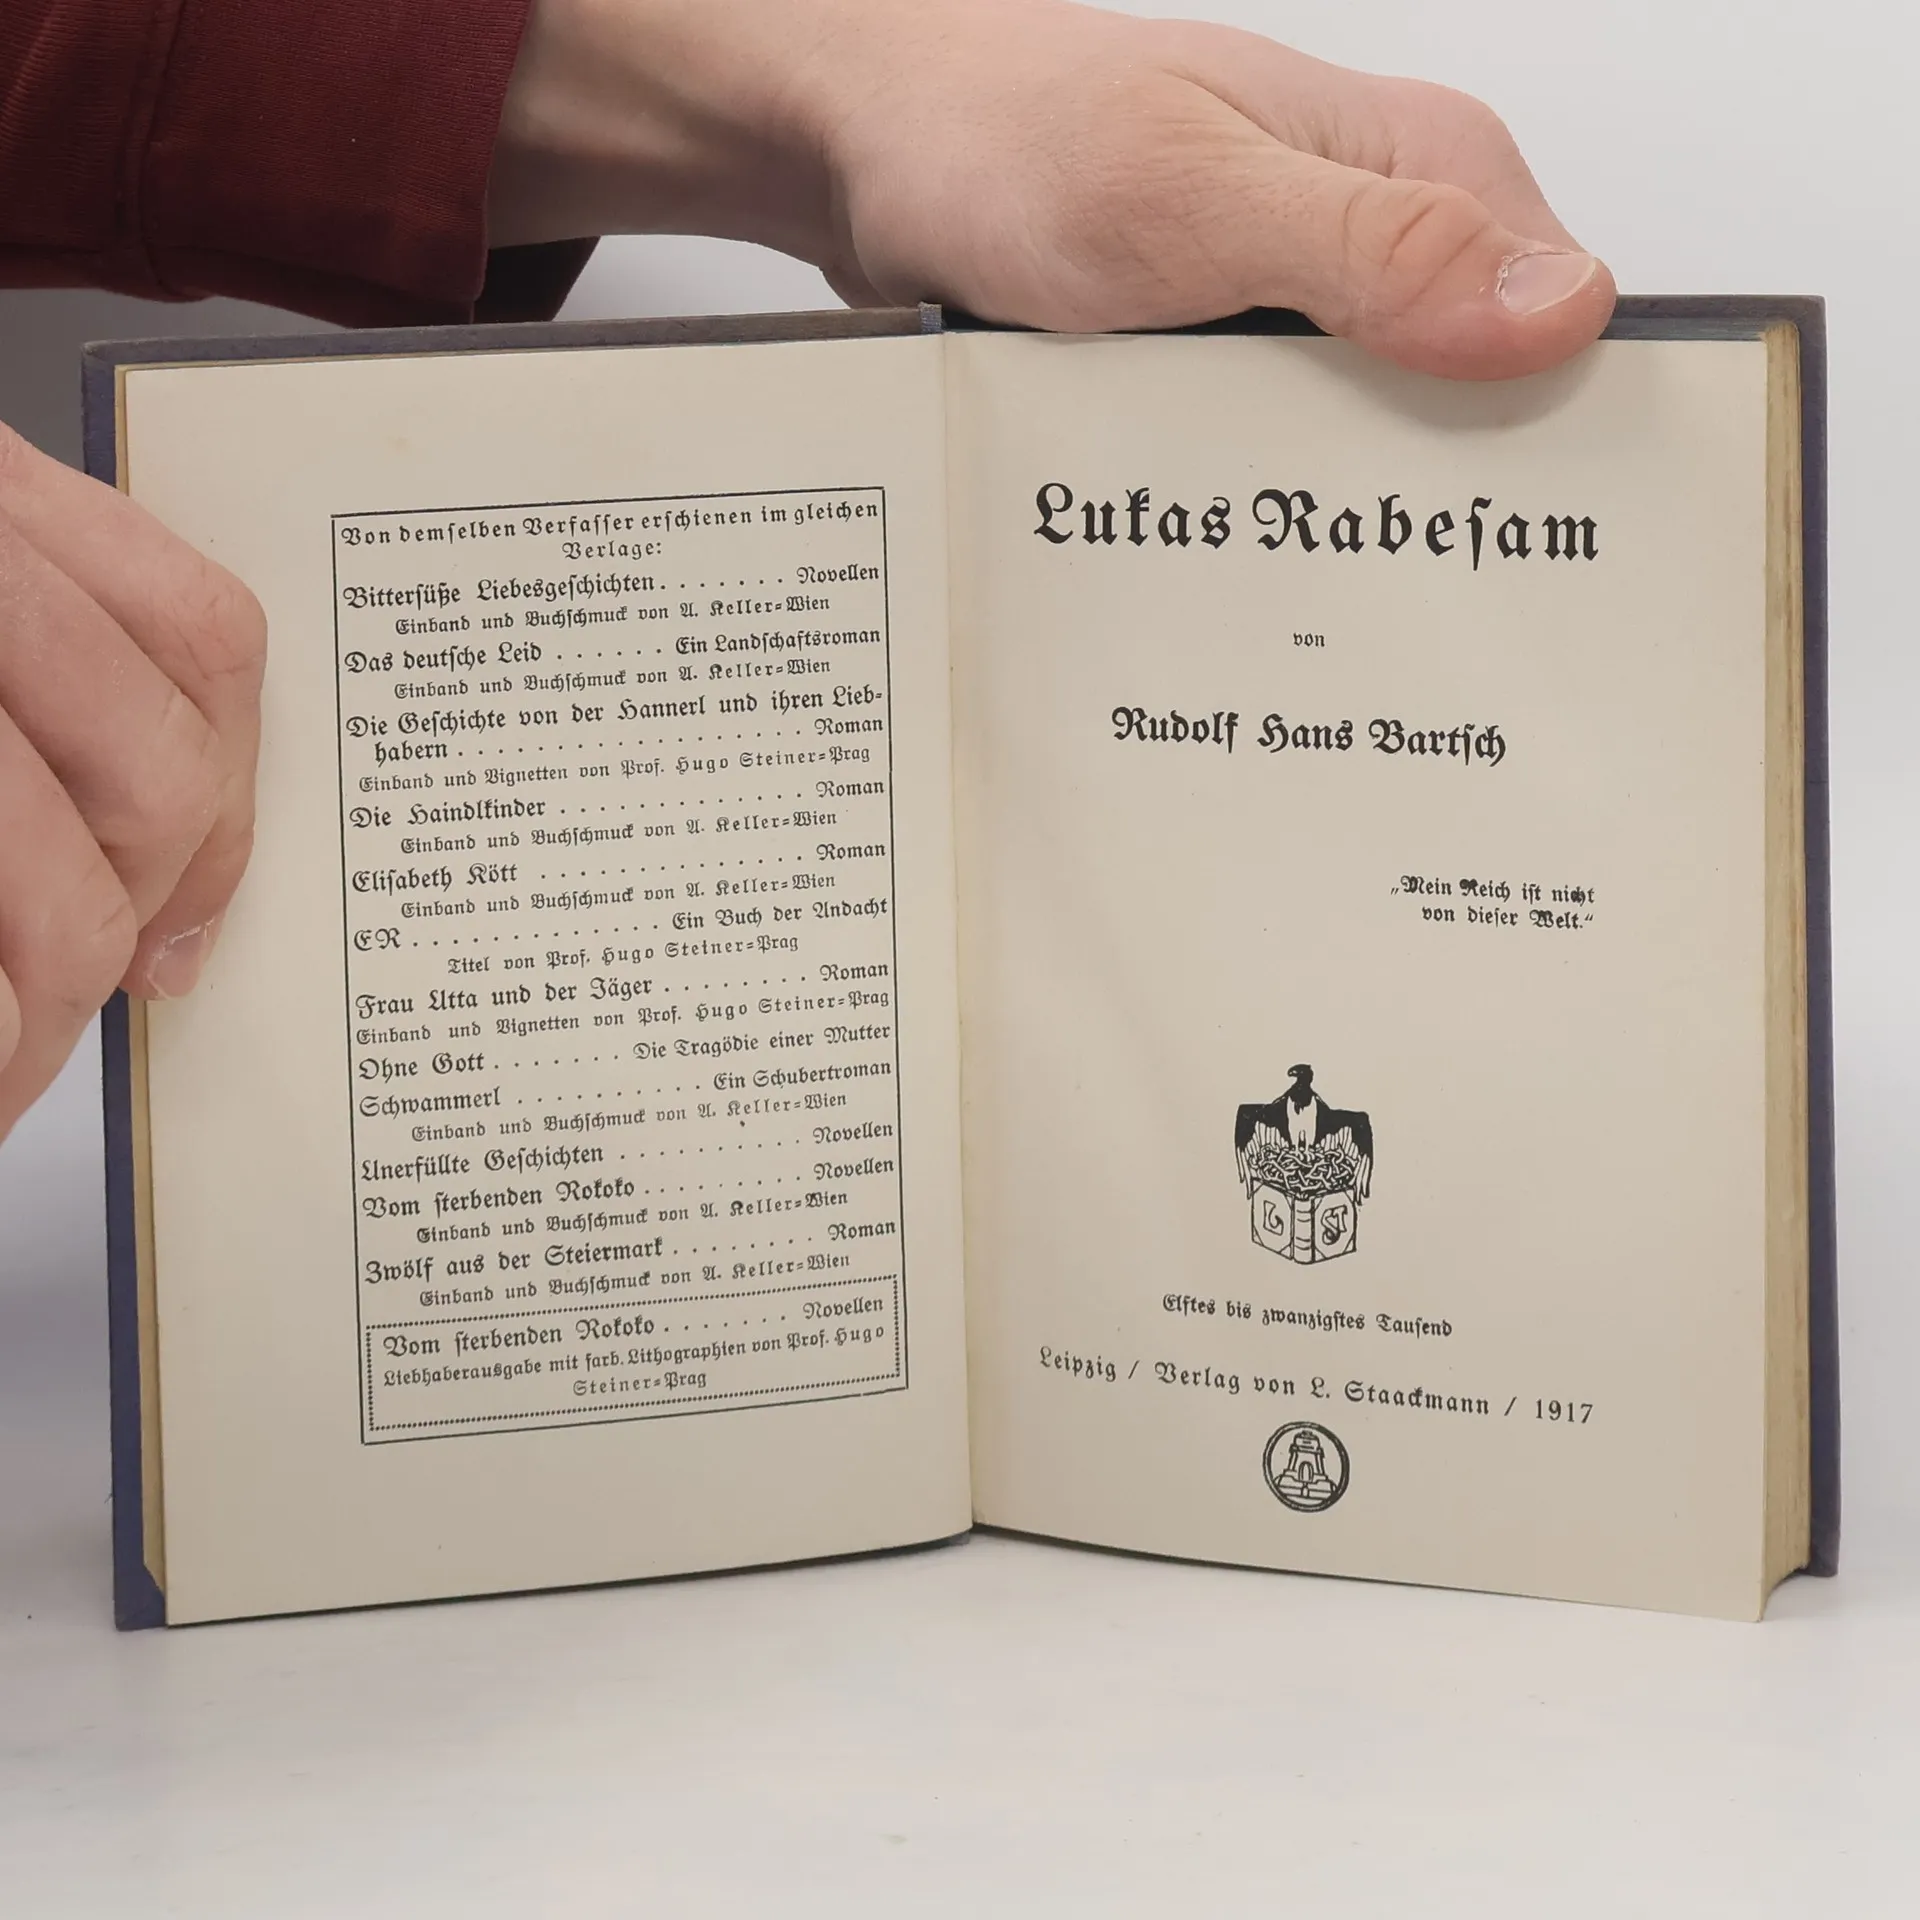 Von demſelben Verfaſſer erſchienen im gleichen
Verlage:
Bitterſüße Liebesgeſchichten. . . . . . . Novellen
Einband und Buchſchmuck von A. Keller=Wien
Das deutſche Leid . . . . . . Ein Landſchaftsroman
Einband und Buchſchmuck von A. Keller=Wien
Die Geſchichte von der Hannerl und ihren Lieb=
habern . . . . . . . . . . . . . . . . . . Roman
Einband und Vignetten von Prof. Hugo Steiner=Prag
Die Haindlkinder . . . . . . . . . . . . . Roman
Einband und Buchſchmuck von A. Keller=Wien
Eliſabeth Kött . . . . . . . . . . . . . . Roman
Einband und Buchſchmuck von A. Keller=Wien
ER . . . . . . . . . . . . . Ein Buch der Andacht
Titel von Prof. Hugo Steiner=Prag
Frau Utta und der Jäger . . . . . . . . Roman
Einband und Vignetten von Prof. Hugo Steiner=Prag
Ohne Gott . . . . . . . Die Tragödie einer Mutter
Schwammerl . . . . . . . . . . Ein Schubertroman
Einband und Buchſchmuck von A. Keller=Wien
Unerfüllte Geſchichten . . . . . . . . . . Novellen
Vom ſterbenden Rokoko . . . . . . . . . Novellen
Einband und Buchſchmuck von A. Keller=Wien
Zwölf aus der Steiermark . . . . . . . . Roman
Einband und Buchſchmuck von A. Keller=Wien
Vom ſterbenden Rokoko . . . . . . . Novellen
Liebhaberausgabe mit farb. Lithographien von Prof. Hugo
Steiner=Prag
Lukas Rabeſam
von
Rudolf Hans Bartſch
„Mein Reich iſt nicht
von dieſer Welt.“
L St
Elftes bis zwanzigſtes Tauſend
Leipzig / Verlag von L. Staackmann / 1917